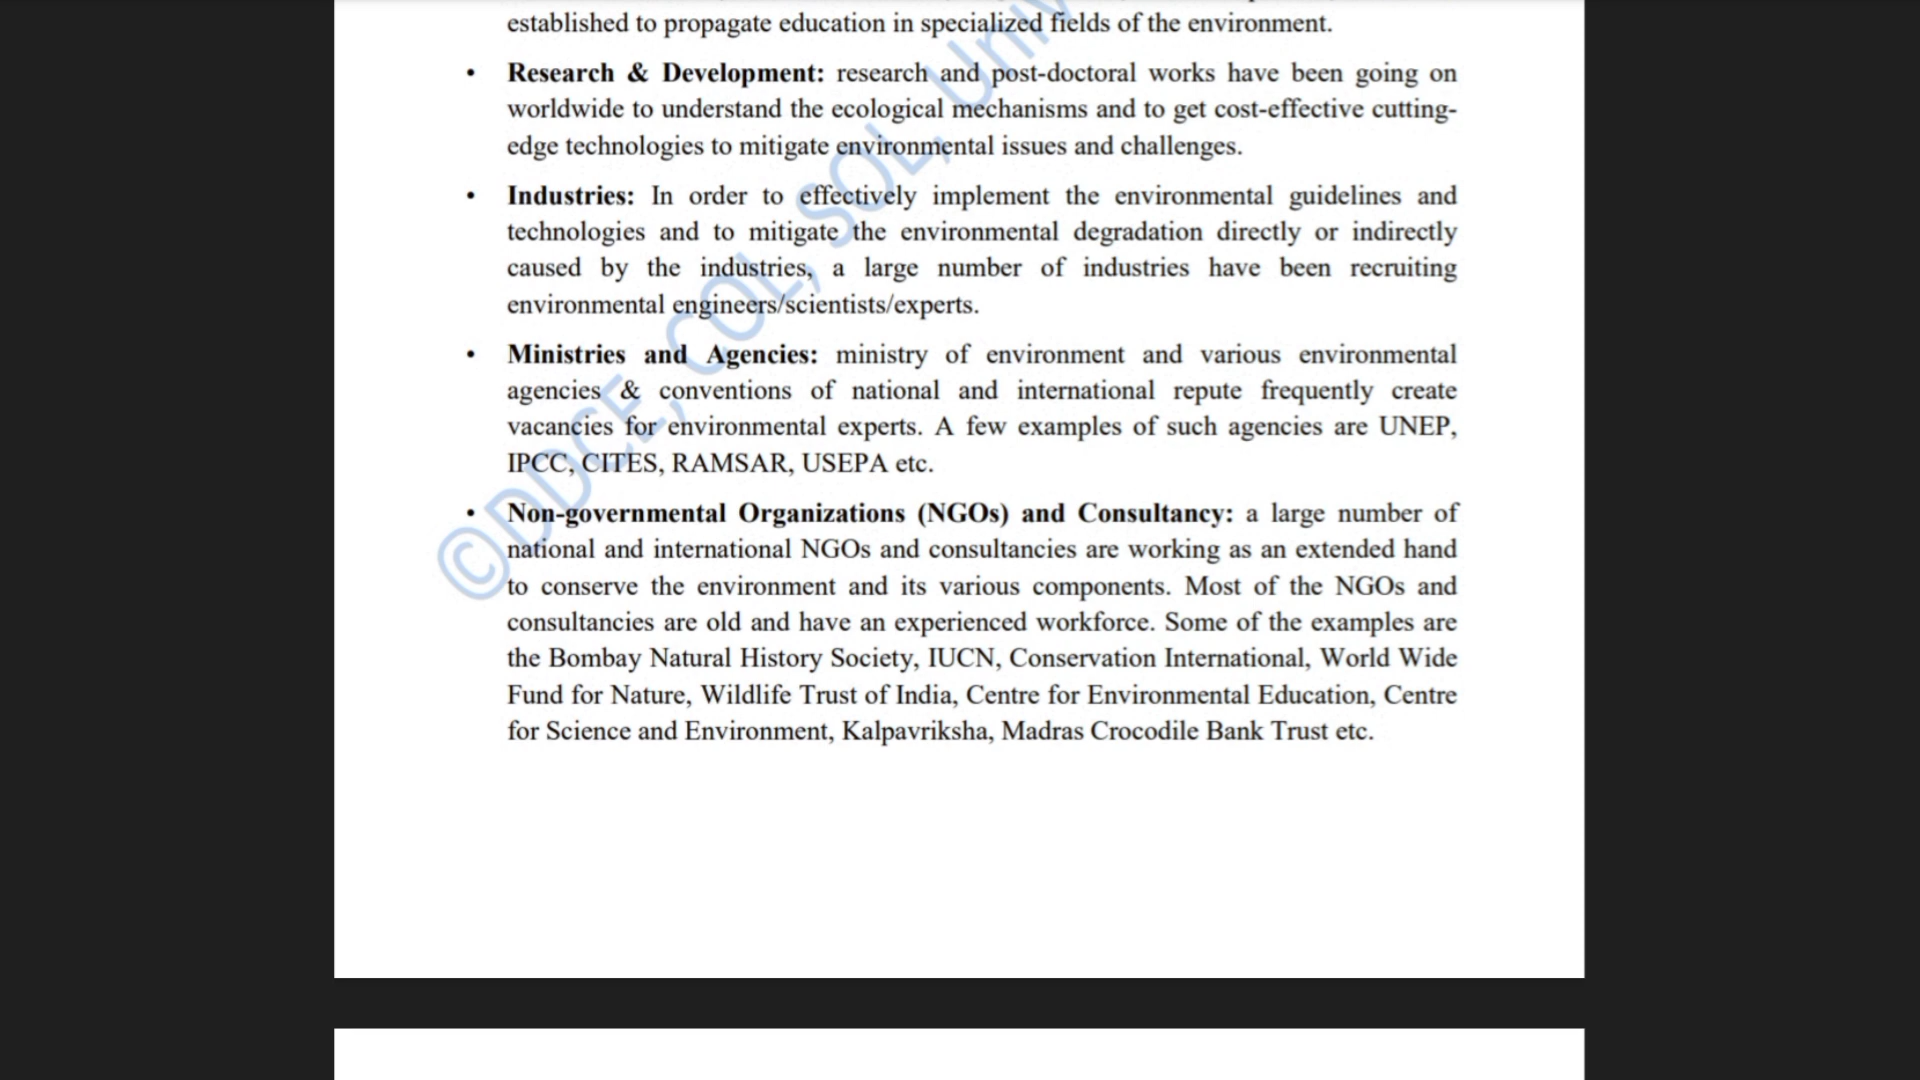 established to propagate education in specialized fields of the environment.
• Research & Development: research and post-doctoral works have been going on
worldwide to understand the ecological mechanisms and to get cost-effective cutting-
edge technologies to mitigate environmental issues and challenges.
• Industries: In order to effectively implement the environmental guidelines and
technologies and to mitigate the environmental degradation directly or indirectly
caused by the industries, a large number of industries have been recruiting
environmental engineers/scientists/experts.
• Ministries and Agencies: ministry of environment and various environmental
agencies & conventions of national and international repute frequently create
vacancies for environmental experts. A few examples of such agencies are UNEP,
IPCC, CITES, RAMSAR, USEPA etc.
• Non-governmental Organizations (NGOs) and Consultancy: a large number of
national and international NGOs and consultancies are working as an extended hand
to conserve the environment and its various components. Most of the NGOs and
consultancies are old and have an experienced workforce. Some of the examples are
the Bombay Natural History Society, IUCN, Conservation International, World Wide
Fund for Nature, Wildlife Trust of India, Centre for Environmental Education, Centre
for Science and Environment, Kalpavriksha, Madras Crocodile Bank Trust etc.
©DDCE, COL, SOL,